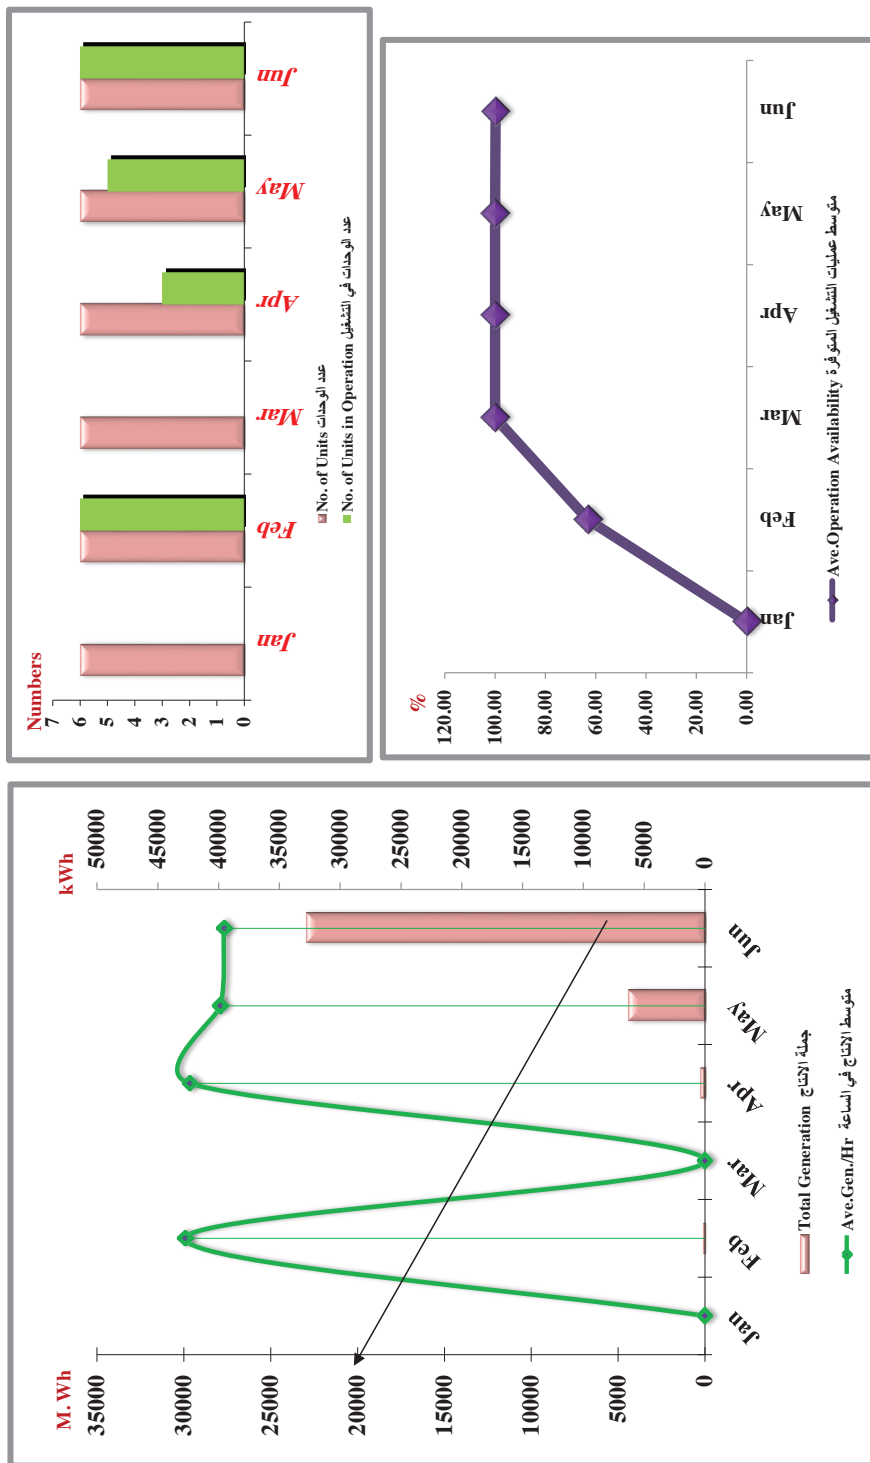 M. Wh
kWh
35000
30000
25000
20000
15000
10000
5000
0
50000
45000
40000
35000
30000
25000
20000
15000
10000
5000
0
Jan
Feb
Mar
Apr
May
Jun
Total Generation جملة الانتاج
Ave.Gen./Hr متوسط الانتاج في الساعة
Numbers
7
6
5
4
3
2
1
0
Jan
Feb
Mar
Apr
May
Jun
No. of Units عدد الوحدات
No. of Units in Operation عدد الوحدات في التشغيل
%
120.00
100.00
80.00
60.00
40.00
20.00
0.00
Jan
Feb
Mar
Apr
May
Jun
Ave.Operation Availability متوسط عمليات التشغيل المتوفرة